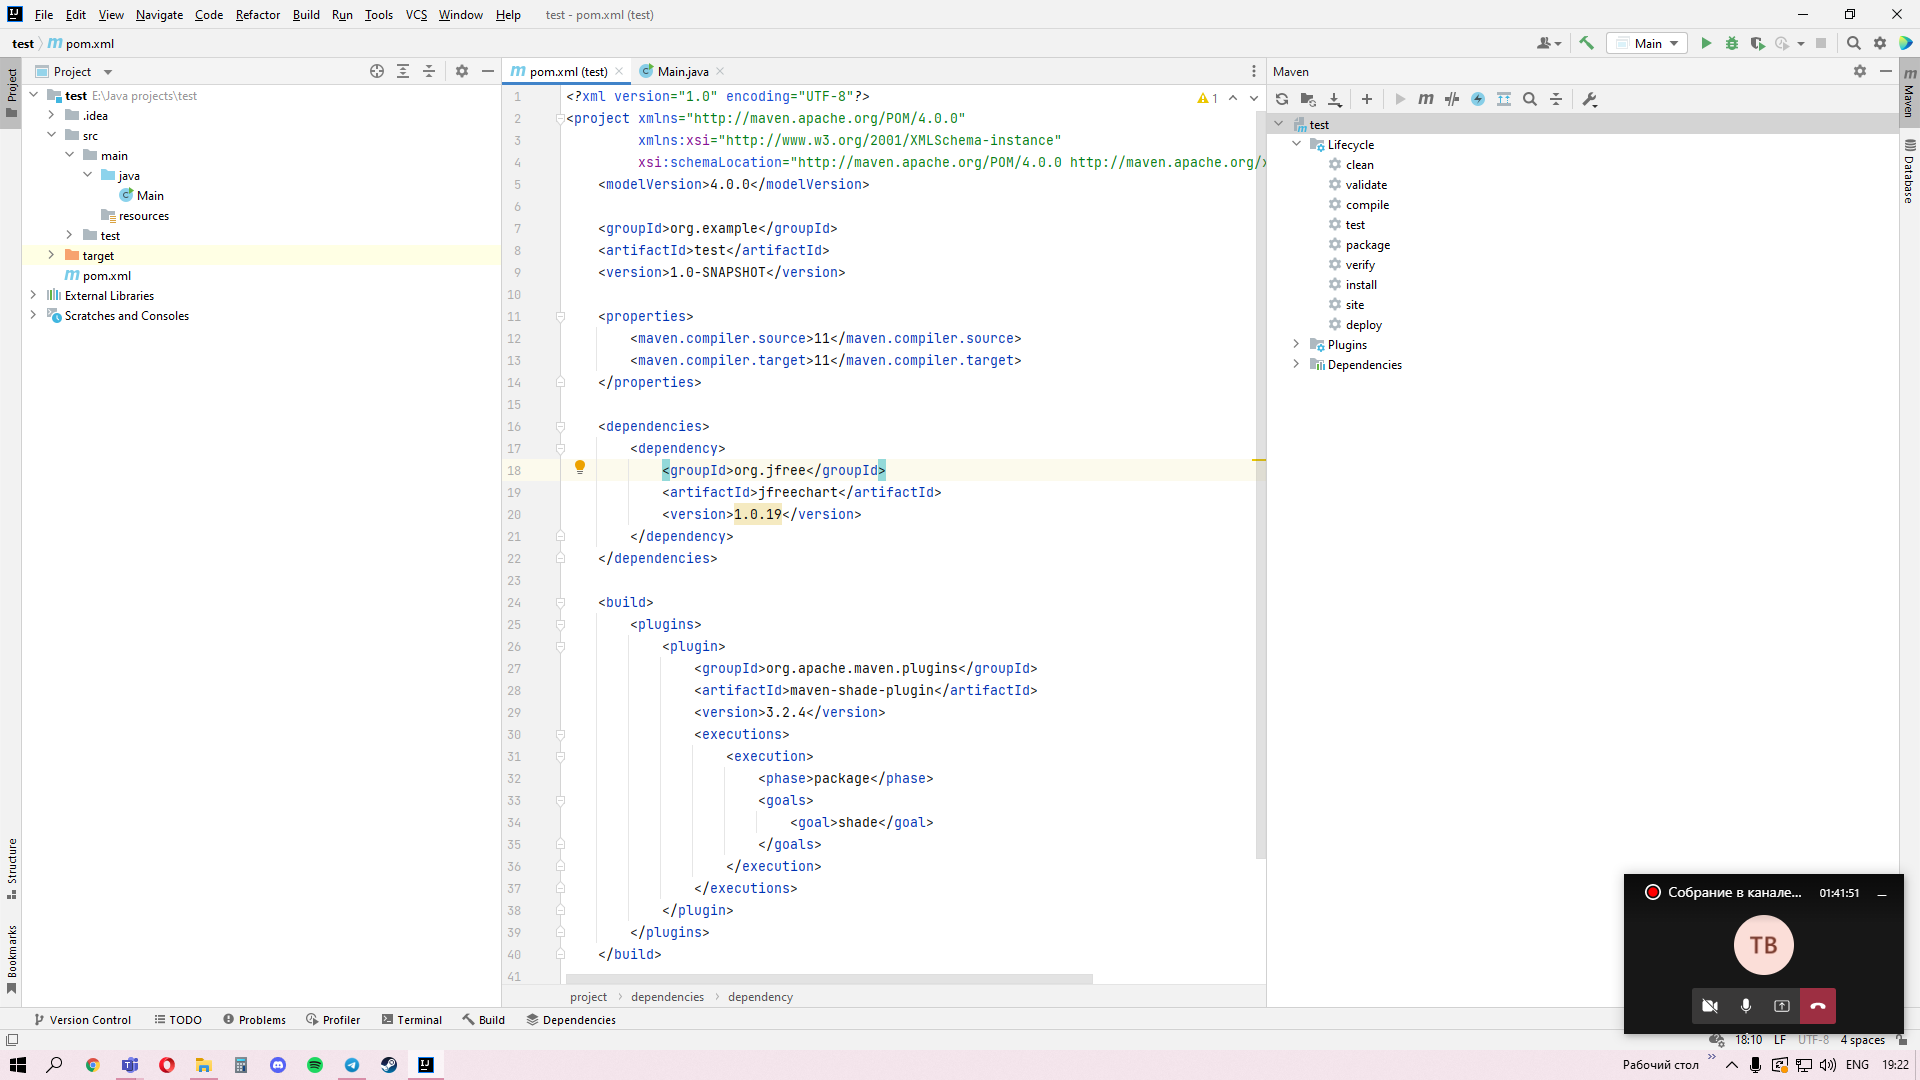 File Edit View Navigate Code Refactor Build Run Tools VCS Window Help test - pom.xml (test)
test pom.xml
Main
Project
pom.xml (test)
Main.java
Maven
test E:\Java projects\test
.idea
src
main
java
Main
resources
test
target
pom.xml
External Libraries
Scratches and Consoles
1 <?xml version="1.0" encoding="UTF-8"?>
2 <project xmlns="http://maven.apache.org/POM/4.0.0"
3 xmlns:xsi="http://www.w3.org/2001/XMLSchema-instance"
4 xsi:schemaLocation="http://maven.apache.org/POM/4.0.0 http://maven.apache.org/x
5 <modelVersion>4.0.0</modelVersion>
6
7 <groupId>org.example</groupId>
8 <artifactId>test</artifactId>
9 <version>1.0-SNAPSHOT</version>
10
11 <properties>
12 <maven.compiler.source>11</maven.compiler.source>
13 <maven.compiler.target>11</maven.compiler.target>
14 </properties>
15
16 <dependencies>
17 <dependency>
18 <groupId>org.jfree</groupId>
19 <artifactId>jfreechart</artifactId>
20 <version>1.0.19</version>
21 </dependency>
22 </dependencies>
23
24 <build>
25 <plugins>
26 <plugin>
27 <groupId>org.apache.maven.plugins</groupId>
28 <artifactId>maven-shade-plugin</artifactId>
29 <version>3.2.4</version>
30 <executions>
31 <execution>
32 <phase>package</phase>
33 <goals>
34 <goal>shade</goal>
35 </goals>
36 </execution>
37 </executions>
38 </plugin>
39 </plugins>
40 </build>
41
1
project dependencies dependency
test
Lifecycle
clean
validate
compile
test
package
verify
install
site
deploy
Plugins
Dependencies
Project
Structure
Bookmarks
Maven
Database
Собрание в канале... 01:41:51
TB
Version Control TODO Problems Profiler Terminal Build Dependencies
18:10 LF UTF-8 4 spaces
Рабочий стол ENG 19:22